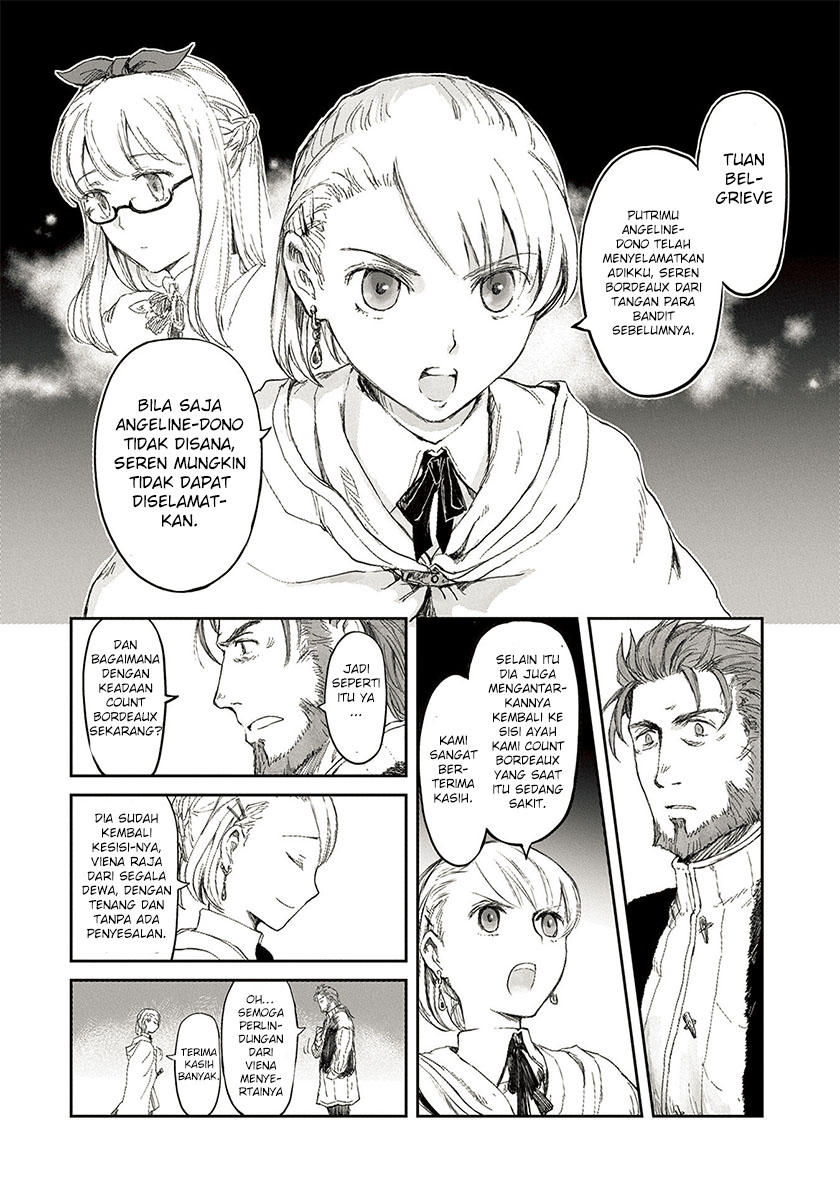 TUAN
BEL-
GRIEVE
PUTRIMU
ANGELINE-
DONO TELAH
MENYELAMATKAN
ADIKKU, SEREN
BORDEAUX DARI
TANGAN PARA
BANDIT
SEBELUMNYA.
BILA SAJA
ANGELINE-DONO
TIDAK DISANA,
SEREN MUNGKIN
TIDAK DAPAT
DISELAMAT-
KAN.
SELAIN ITU
DIA JUGA
MENGANTAR-
KANNYA
KEMBALI KE
SISI AYAH
KAMI COUNT
BORDEAUX
YANG SAAT
ITU SEDANG
SAKIT.
KAMI
SANGAT
BER-
TERIMA
KASIH.
JADI
SEPERTI
ITU YA
...
DAN
BAGAIMANA
DENGAN
KEADAAN
COUNT
BORDEAUX
SEKARANG?
DIA SUDAH
KEMBALI
KESISI-NYA,
VIENA RAJA
DARI SEGALA
DEWA, DENGAN
TENANG DAN
TANPA ADA
PENYESALAN.
OH...
SEMOGA
PERLIN-
DUNGAN
DARI
VIENA
MENYE-
RTAINYA
TERIMA
KASIH
BANYAK.